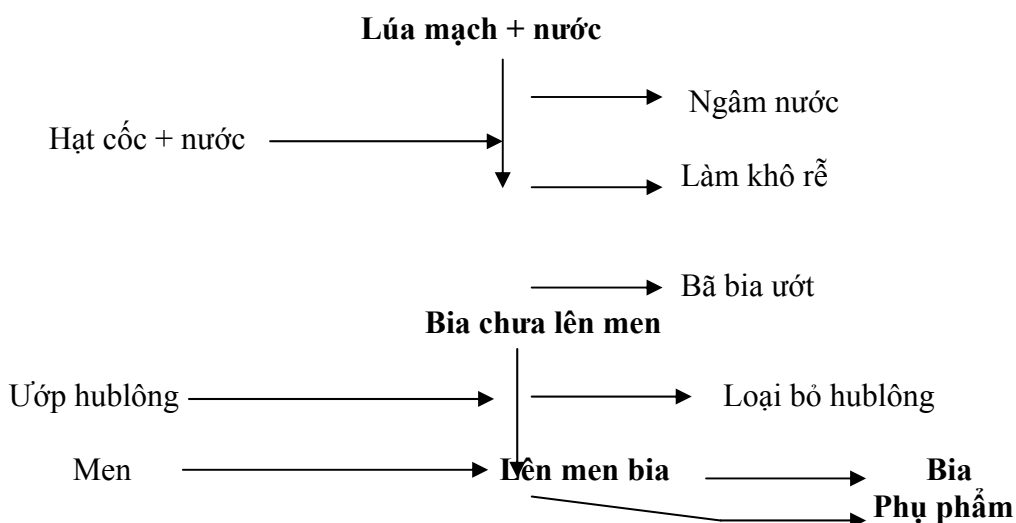 Lúa mạch + nước
Ngâm nước
Hạt cốc + nước
Làm khô rễ
Bã bia ướt
Bia chưa lên men
Ướp hublông
Loại bỏ hublông
Men
Lên men bia
Bia
Phụ phẩm